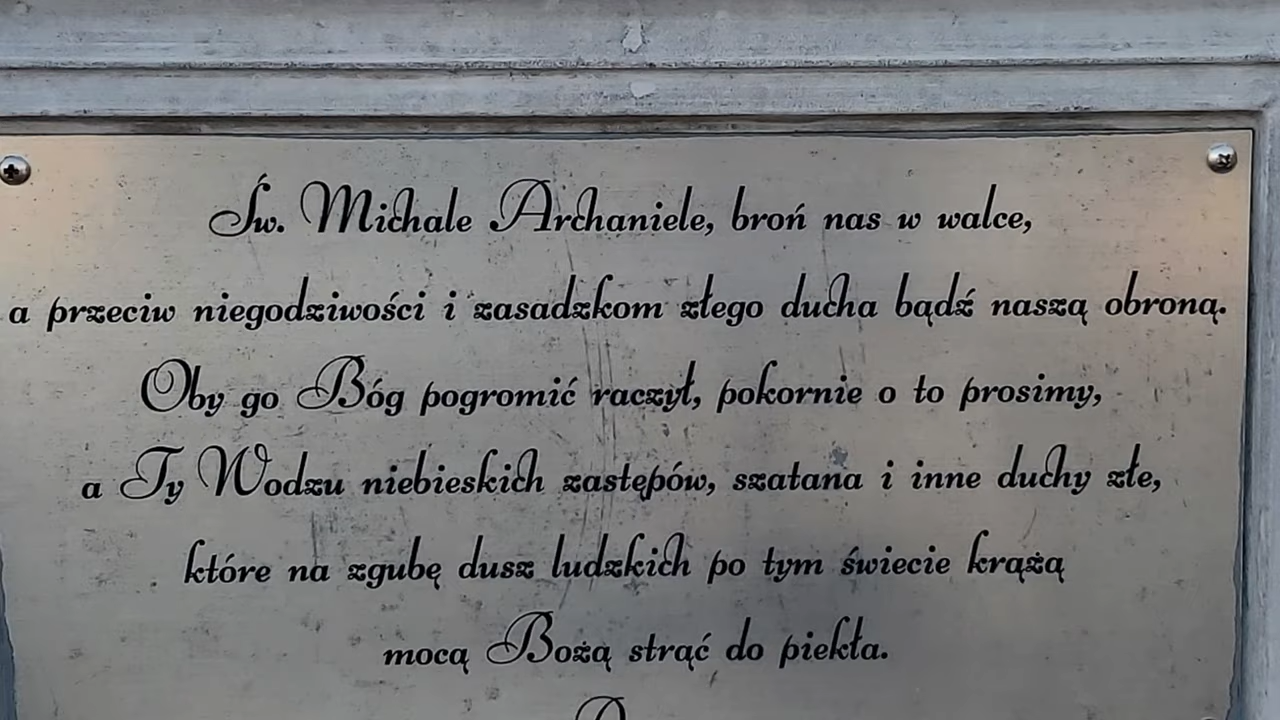 Św. Michale Archaniele, broń nas w walce,
a przeciw niegodziwości i zasadzkom złego ducha bądź naszą obroną.
Oby go Bóg pogromić raczył, pokornie o to prosimy,
a Ty Wodzu niebieskich zastępów, szatana i inne duchy złe,
które na zgubę dusz ludzkich po tym świecie krążą
mocą Bożą strąć do piekła.